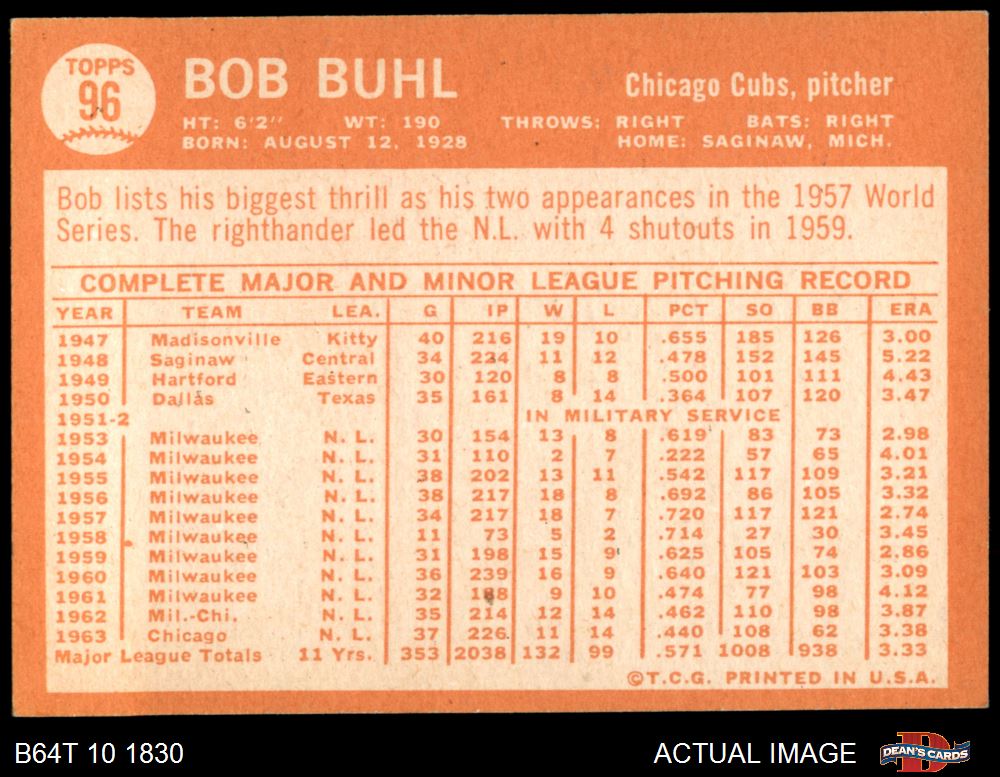 TOPPS
96
BOB BUHL
Chicago Cubs, pitcher
HT: 6'2" WT: 190 THROWS: RIGHT BATS: RIGHT
BORN: AUGUST 12, 1928 HOME: SAGINAW, MICH.
Bob lists his biggest thrill as his two appearances in the 1957 World
Series. The righthander led the N.L. with 4 shutouts in 1959.
COMPLETE MAJOR AND MINOR LEAGUE PITCHING RECORD
YEAR TEAM LEA. G IP W L PCT SO BB ERA
1947 Madisonville Kitty 40 216 19 10 .655 185 126 3.00
1948 Saginaw Central 34 224 11 12 .478 152 145 5.22
1949 Hartford Eastern 30 120 8 8 .500 101 111 4.43
1950 Dallas Texas 35 161 8 14 .364 107 120 3.47
1951-2 IN MILITARY SERVICE
1953 Milwaukee N. L. 30 154 13 8 .619 83 73 2.98
1954 Milwaukee N. L. 31 110 2 7 .222 57 65 4.01
1955 Milwaukee N. L. 38 202 13 11 .542 117 109 3.21
1956 Milwaukee N. L. 38 217 18 8 .692 86 105 3.32
1957 Milwaukee N. L. 34 217 18 7 .720 117 121 2.74
1958 Milwaukee N. L. 11 73 5 2 .714 27 30 3.45
1959 Milwaukee N. L. 31 198 15 9 .625 105 74 2.86
1960 Milwaukee N. L. 36 239 16 9 .640 121 103 3.09
1961 Milwaukee N. L. 32 188 9 10 .474 77 98 4.12
1962 Mil.-Chi. N. L. 35 214 12 14 .462 110 98 3.87
1963 Chicago N. L. 37 226 11 14 .440 108 62 3.38
Major League Totals 11 Yrs. 353 2038 132 99 .571 1008 938 3.33
©T.C.G. PRINTED IN U.S.A.
B64T 10 1830 ACTUAL IMAGE DEAN'S CARDS